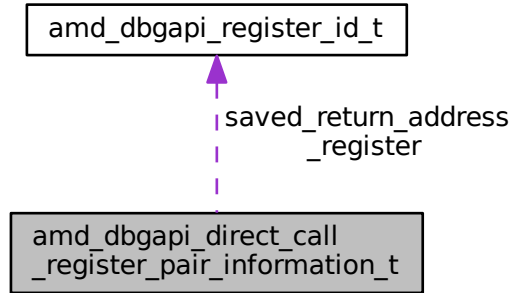 amd_dbgapi_register_id_t
saved_return_address
_register
amd_dbgapi_direct_call
_register_pair_information_t